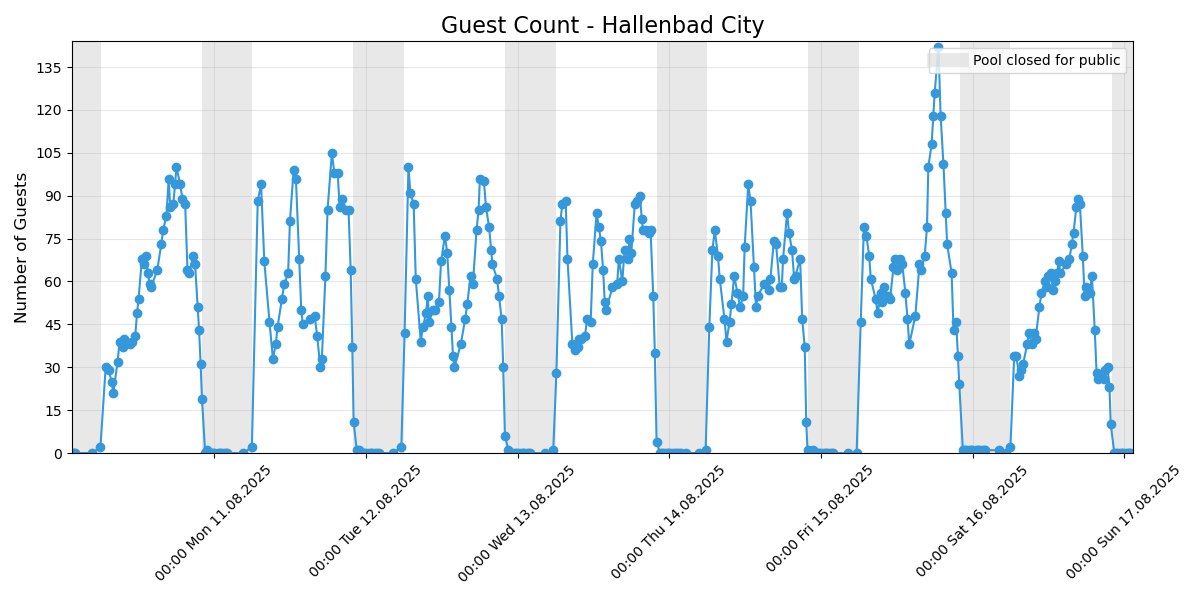 Guest Count - Hallenbad City
Pool closed for public
Number of Guests
135
120
105
90
75
60
45
30
15
0
00:00 Mon 11.08.2025
00:00 Tue 12.08.2025
00:00 Wed 13.08.2025
00:00 Thu 14.08.2025
00:00 Fri 15.08.2025
00:00 Sat 16.08.2025
00:00 Sun 17.08.2025